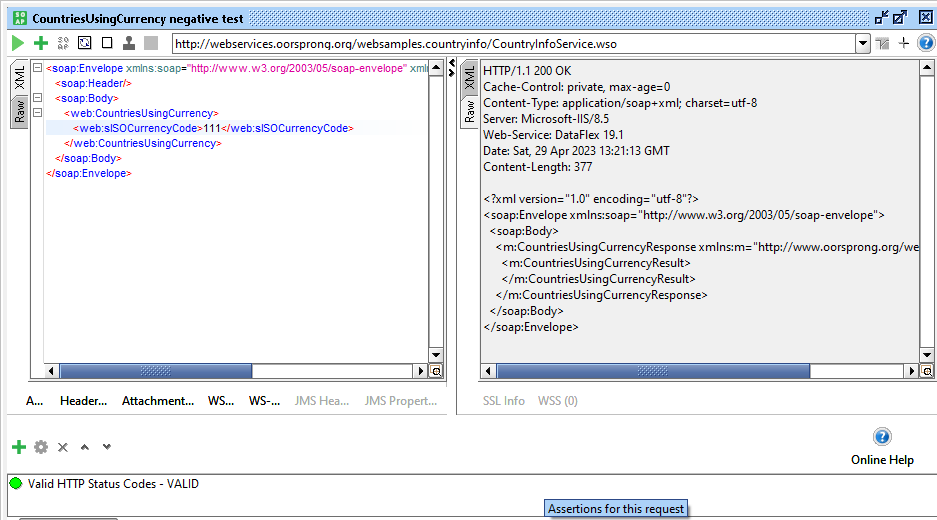 SO
AP
CountriesUsingCurrency negative test
SO
AP
http://webservices.oorsprong.org/websamples.countryinfo/CountryInfoService.wso
XML
Raw
<soap:Envelope xmlns:soap="http://www.w3.org/2003/05/soap-envelope" xmln
<soap:Header/>
<soap:Body>
<web:CountriesUsingCurrency>
<web:sISOCurrencyCode>111</web:sISOCurrencyCode>
</web:CountriesUsingCurrency>
</soap:Body>
</soap:Envelope>
XML
Raw
HTTP/1.1 200 OK
Cache-Control: private, max-age=0
Content-Type: application/soap+xml; charset=utf-8
Server: Microsoft-IIS/8.5
Web-Service: DataFlex 19.1
Date: Sat, 29 Apr 2023 13:21:13 GMT
Content-Length: 377
<?xml version="1.0" encoding="utf-8"?>
<soap:Envelope xmlns:soap="http://www.w3.org/2003/05/soap-envelope">
<soap:Body>
<m:CountriesUsingCurrencyResponse xmlns:m="http://www.oorsprong.org/we
<m:CountriesUsingCurrencyResult>
</m:CountriesUsingCurrencyResult>
</m:CountriesUsingCurrencyResponse>
</soap:Body>
</soap:Envelope>
A... Header... Attachment... WS... WS-... JMS Hea... JMS Propert...
SSL Info WSS (0)
Online Help
Valid HTTP Status Codes - VALID
Assertions for this request